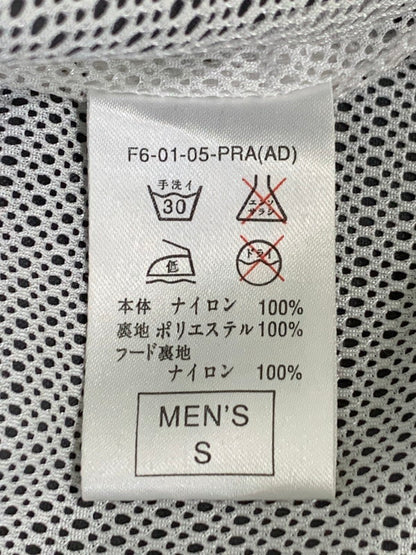 F6-01-05-PRA(AD)
手洗イ
30
エンソ
サラシ
低
ドライ
本体 ナイロン 100%
裏地 ポリエステル 100%
フード裏地
ナイロン 100%
MEN'S
S